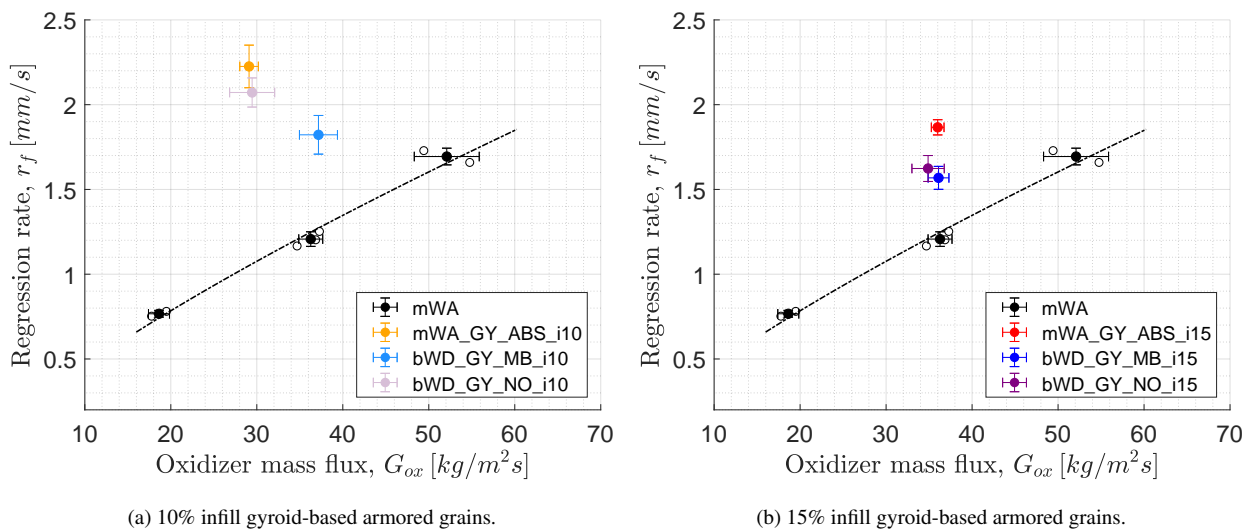 2.5
2
1.5
1
0.5
Regression rate, r_f [mm/s]
10 20 30 40 50 60 70
Oxidizer mass flux, G_ox [kg/m²s]
mWA
mWA_GY_ABS_i10
bWD_GY_MB_i10
bWD_GY_NO_i10
(a) 10% infill gyroid-based armored grains.
2.5
2
1.5
1
0.5
Regression rate, r_f [mm/s]
10 20 30 40 50 60 70
Oxidizer mass flux, G_ox [kg/m²s]
mWA
mWA_GY_ABS_i15
bWD_GY_MB_i15
bWD_GY_NO_i15
(b) 15% infill gyroid-based armored grains.